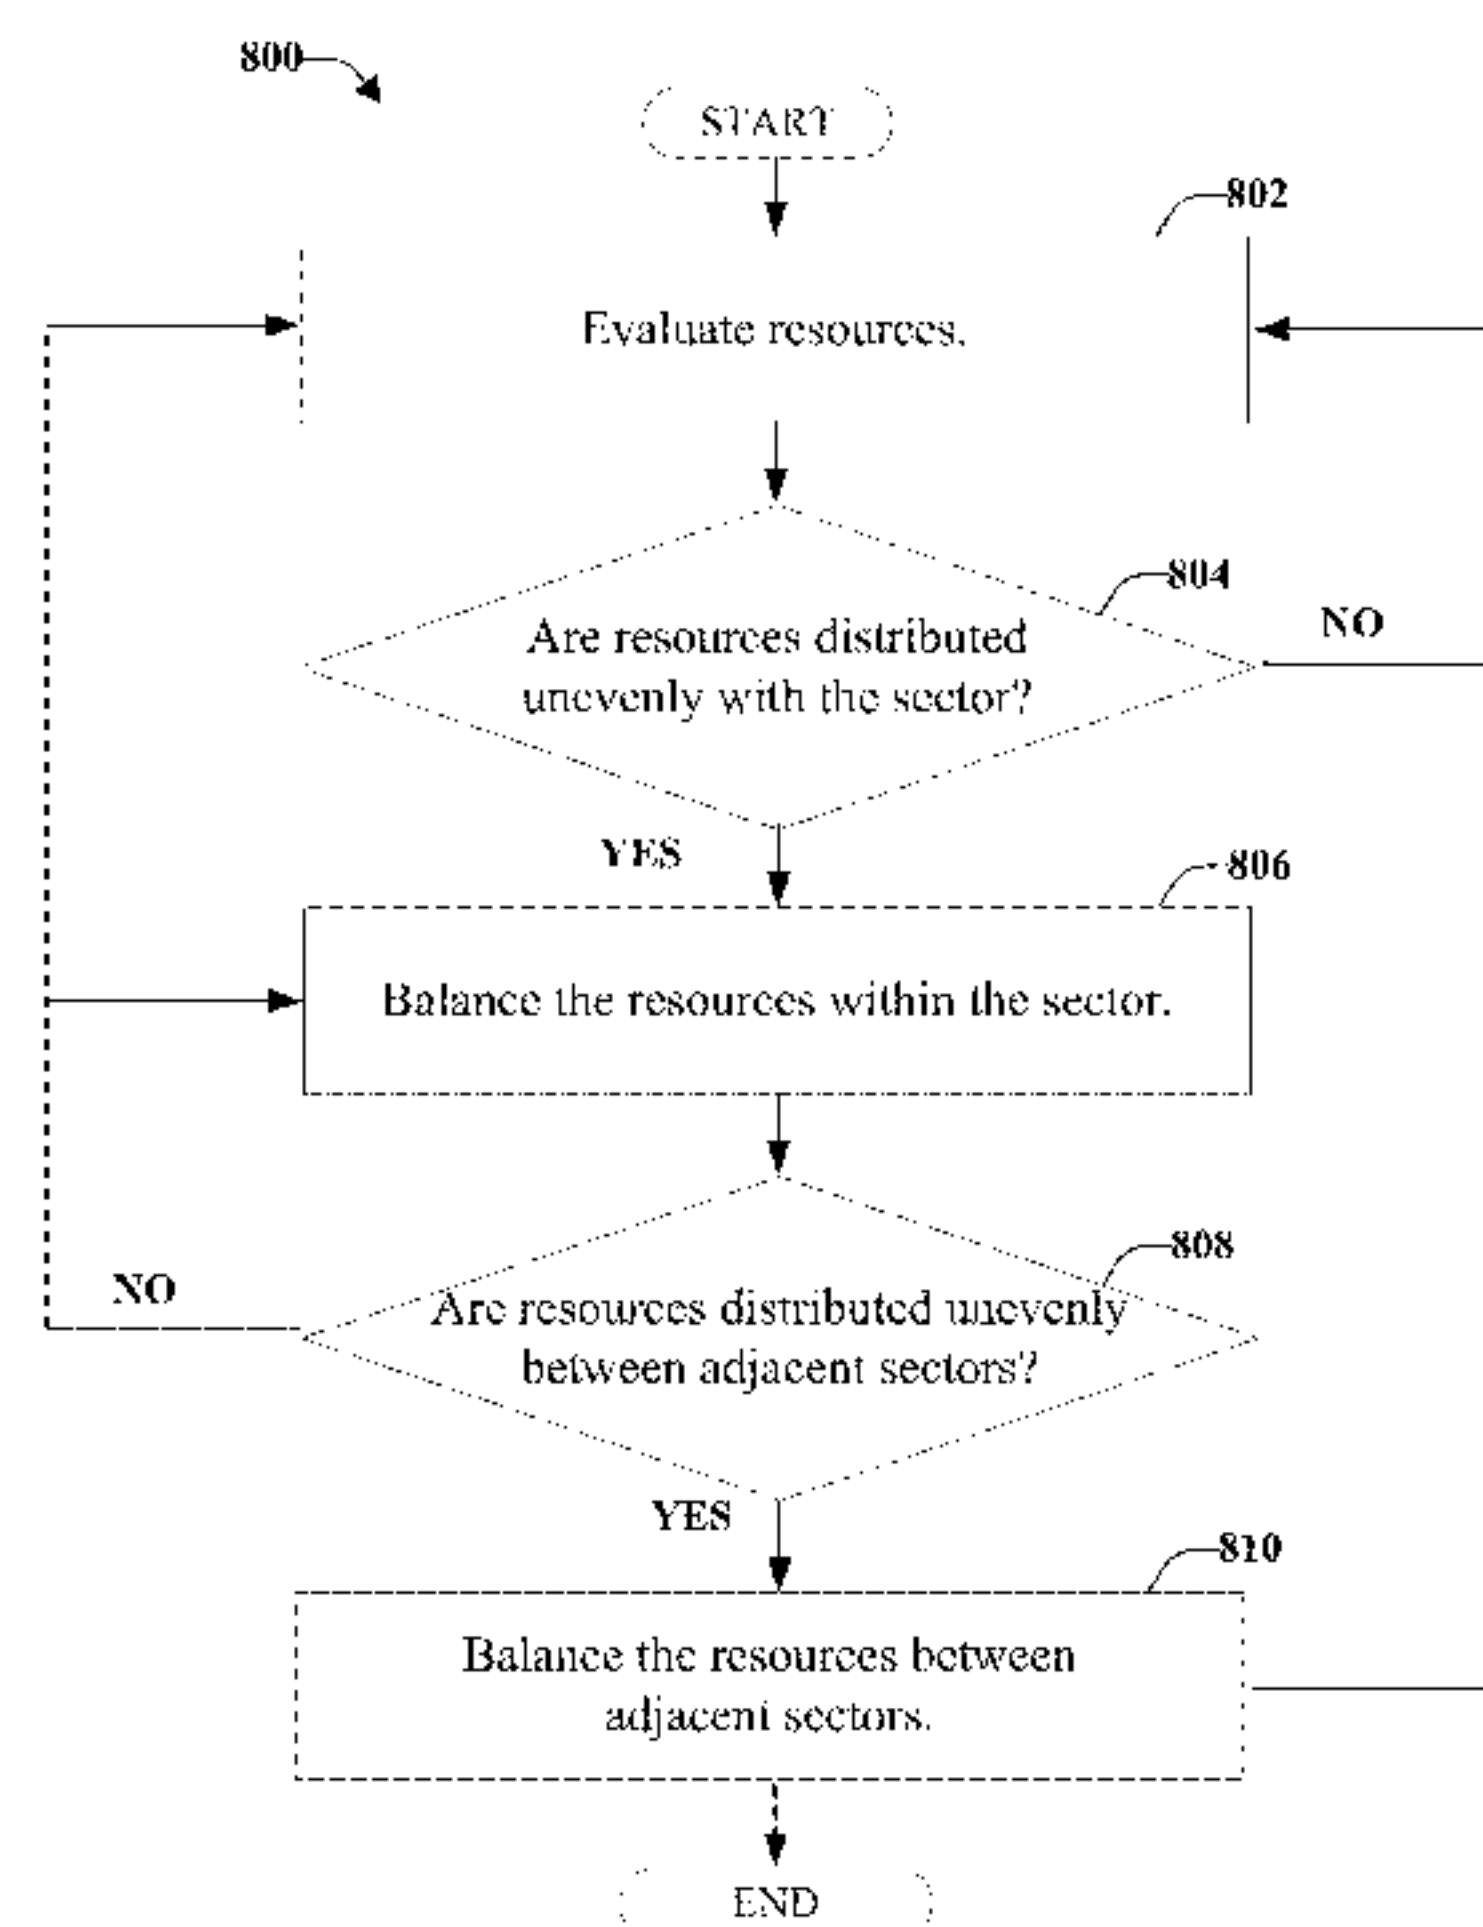 800
START
802
Evaluate resources.
804
Are resources distributed
unevenly with the sector?
NO
YES
806
Balance the resources within the sector.
808
NO
Are resources distributed unevenly
between adjacent sectors?
YES
810
Balance the resources between
adjacent sectors.
END